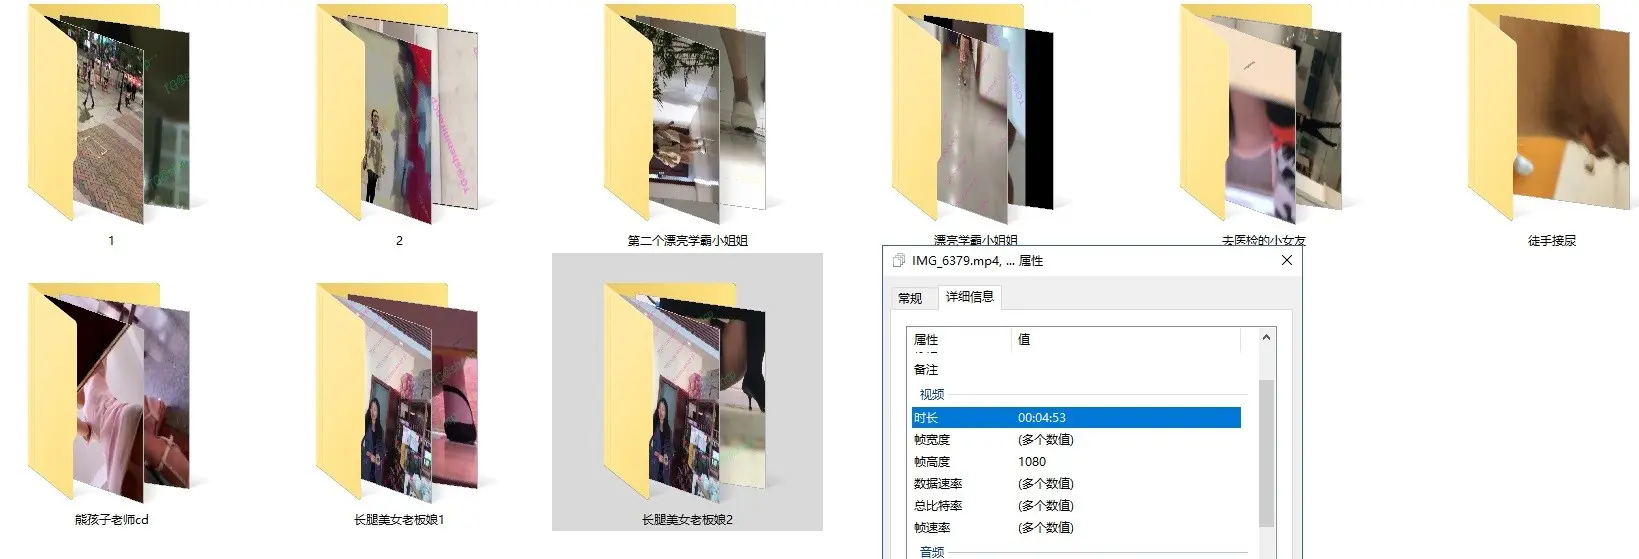 1
2
第二个漂亮学霸小姐姐
漂亮学霸小姐姐
去医检的小女友
徒手接尿
熊孩子老师cd
长腿美女老板娘1
长腿美女老板娘2
IMG_6379.mp4, ... 属性
常规
详细信息
属性
值
备注
视频
时长
00:04:53
帧宽度
(多个数值)
帧高度
1080
数据速率
(多个数值)
总比特率
(多个数值)
帧速率
(多个数值)
音频